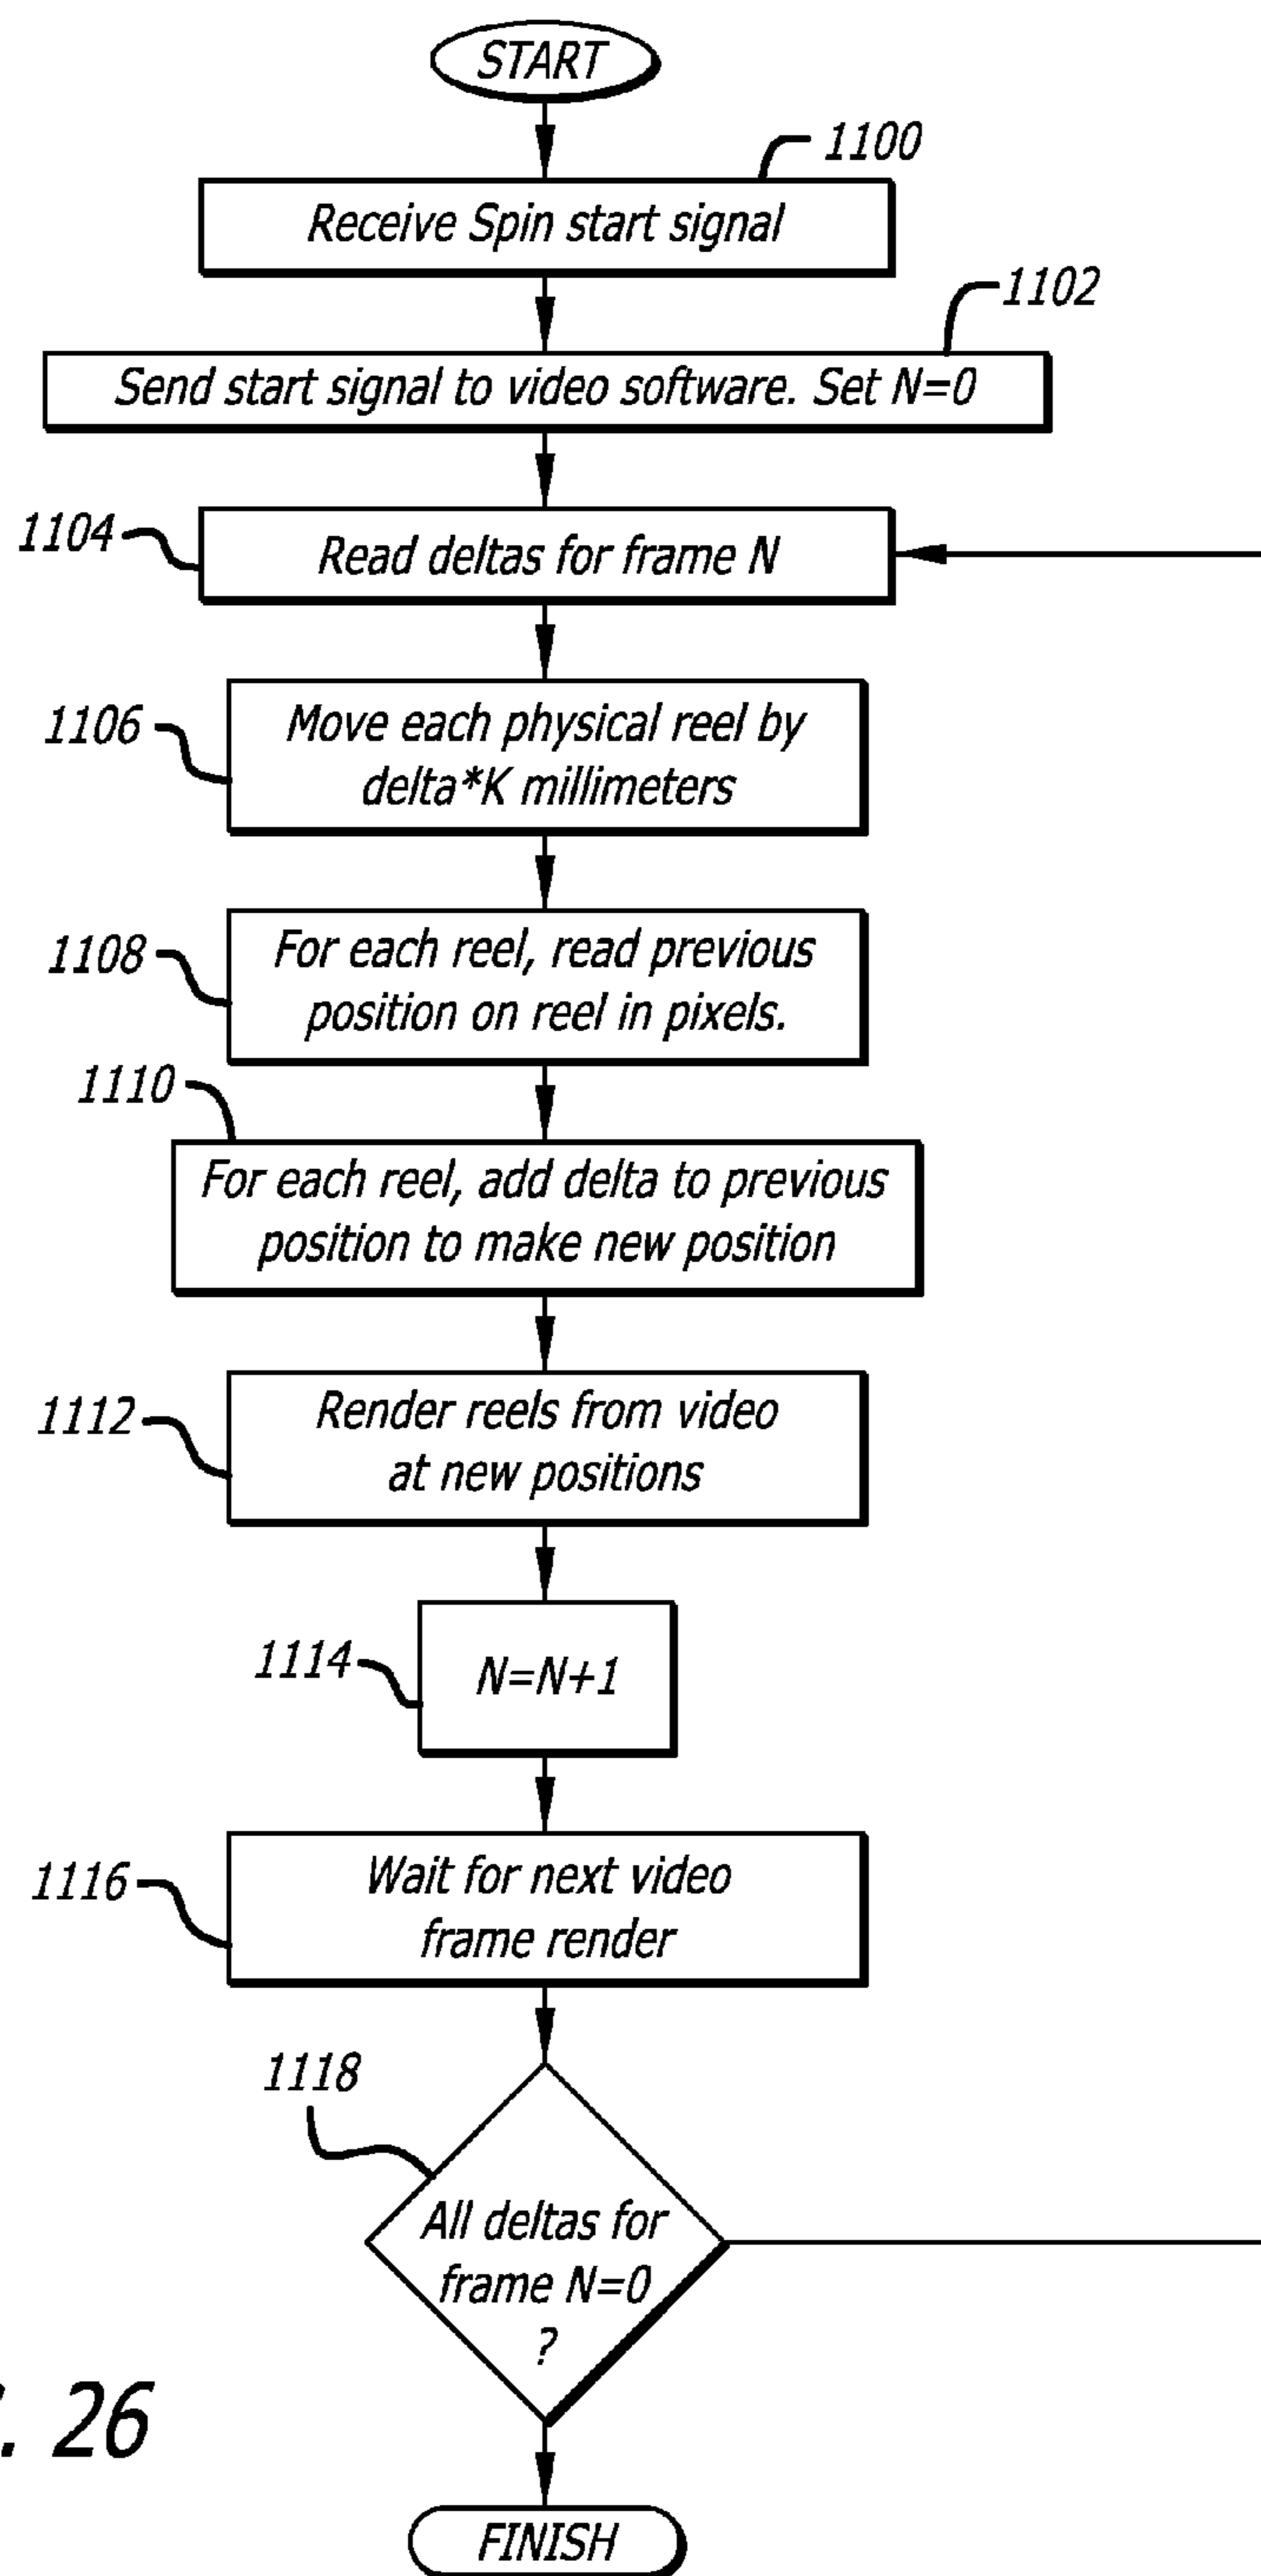 START
1100
Receive Spin start signal
1102
Send start signal to video software. Set N=0
1104
Read deltas for frame N
1106
Move each physical reel by
delta*K millimeters
1108
For each reel, read previous
position on reel in pixels.
1110
For each reel, add delta to previous
position to make new position
1112
Render reels from video
at new positions
1114
N=N+1
1116
Wait for next video
frame render
1118
All deltas for
frame N=0
?
26
FINISH